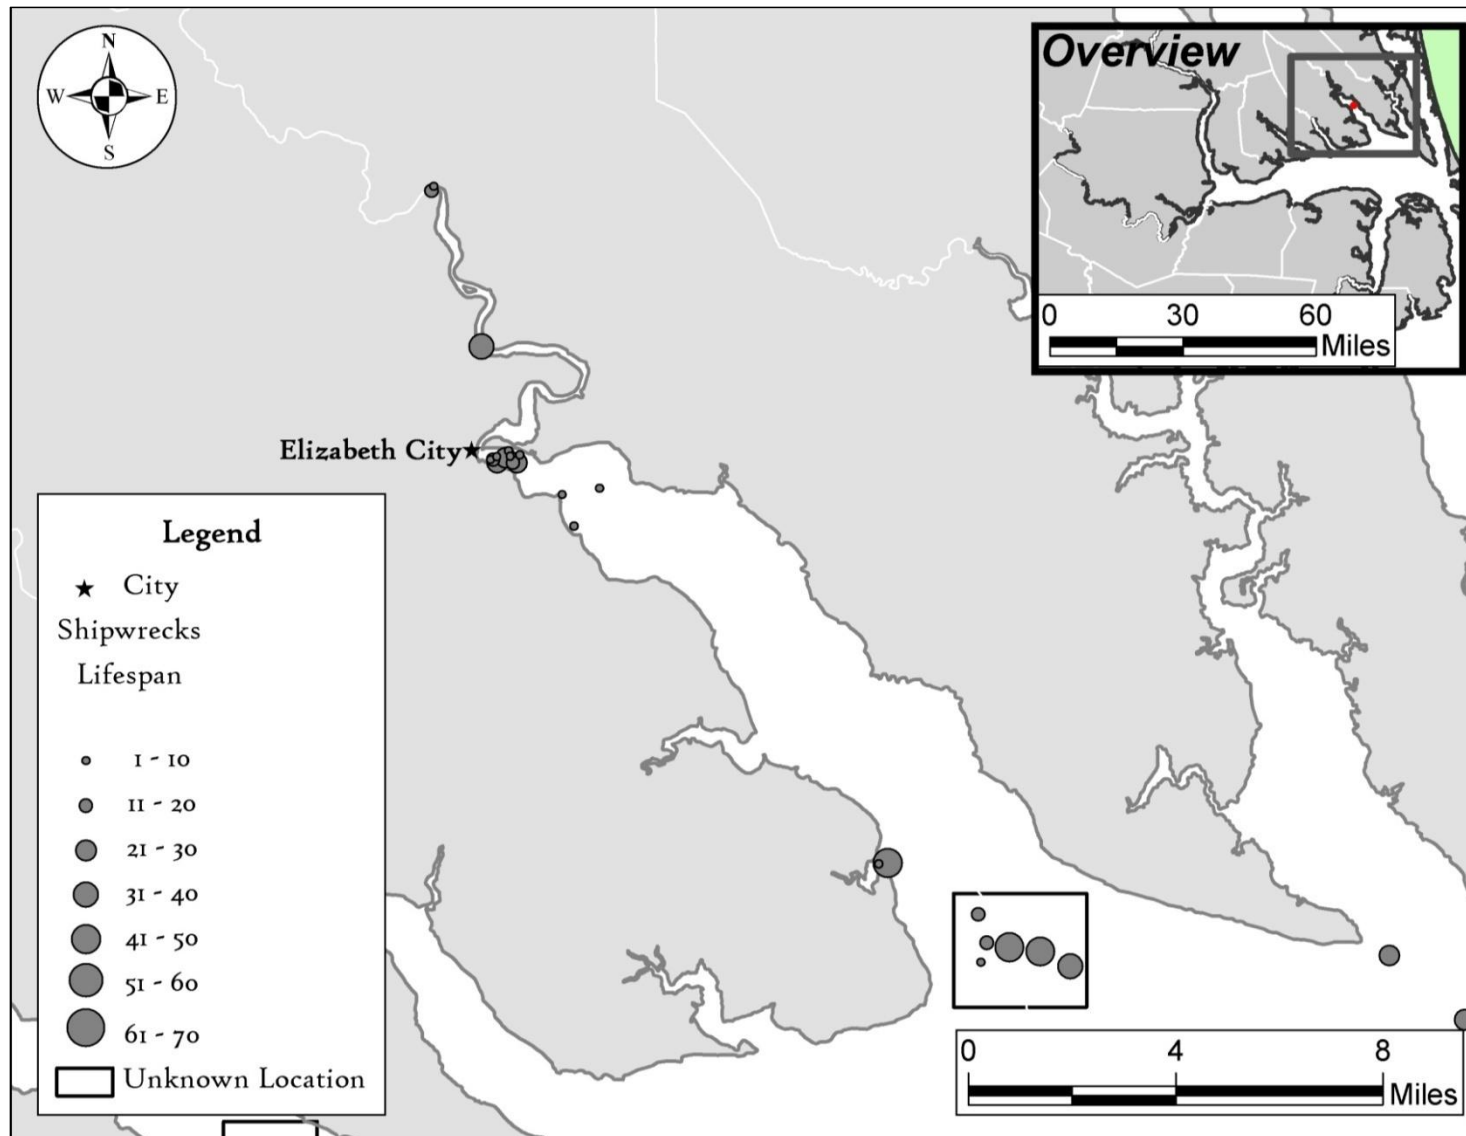 N
W E
S
Overview
0 30 60
Miles
Elizabeth City
Legend
City
Shipwrecks
Lifespan
1 - 10
11 - 20
21 - 30
31 - 40
41 - 50
51 - 60
61 - 70
Unknown Location
0 4 8
Miles